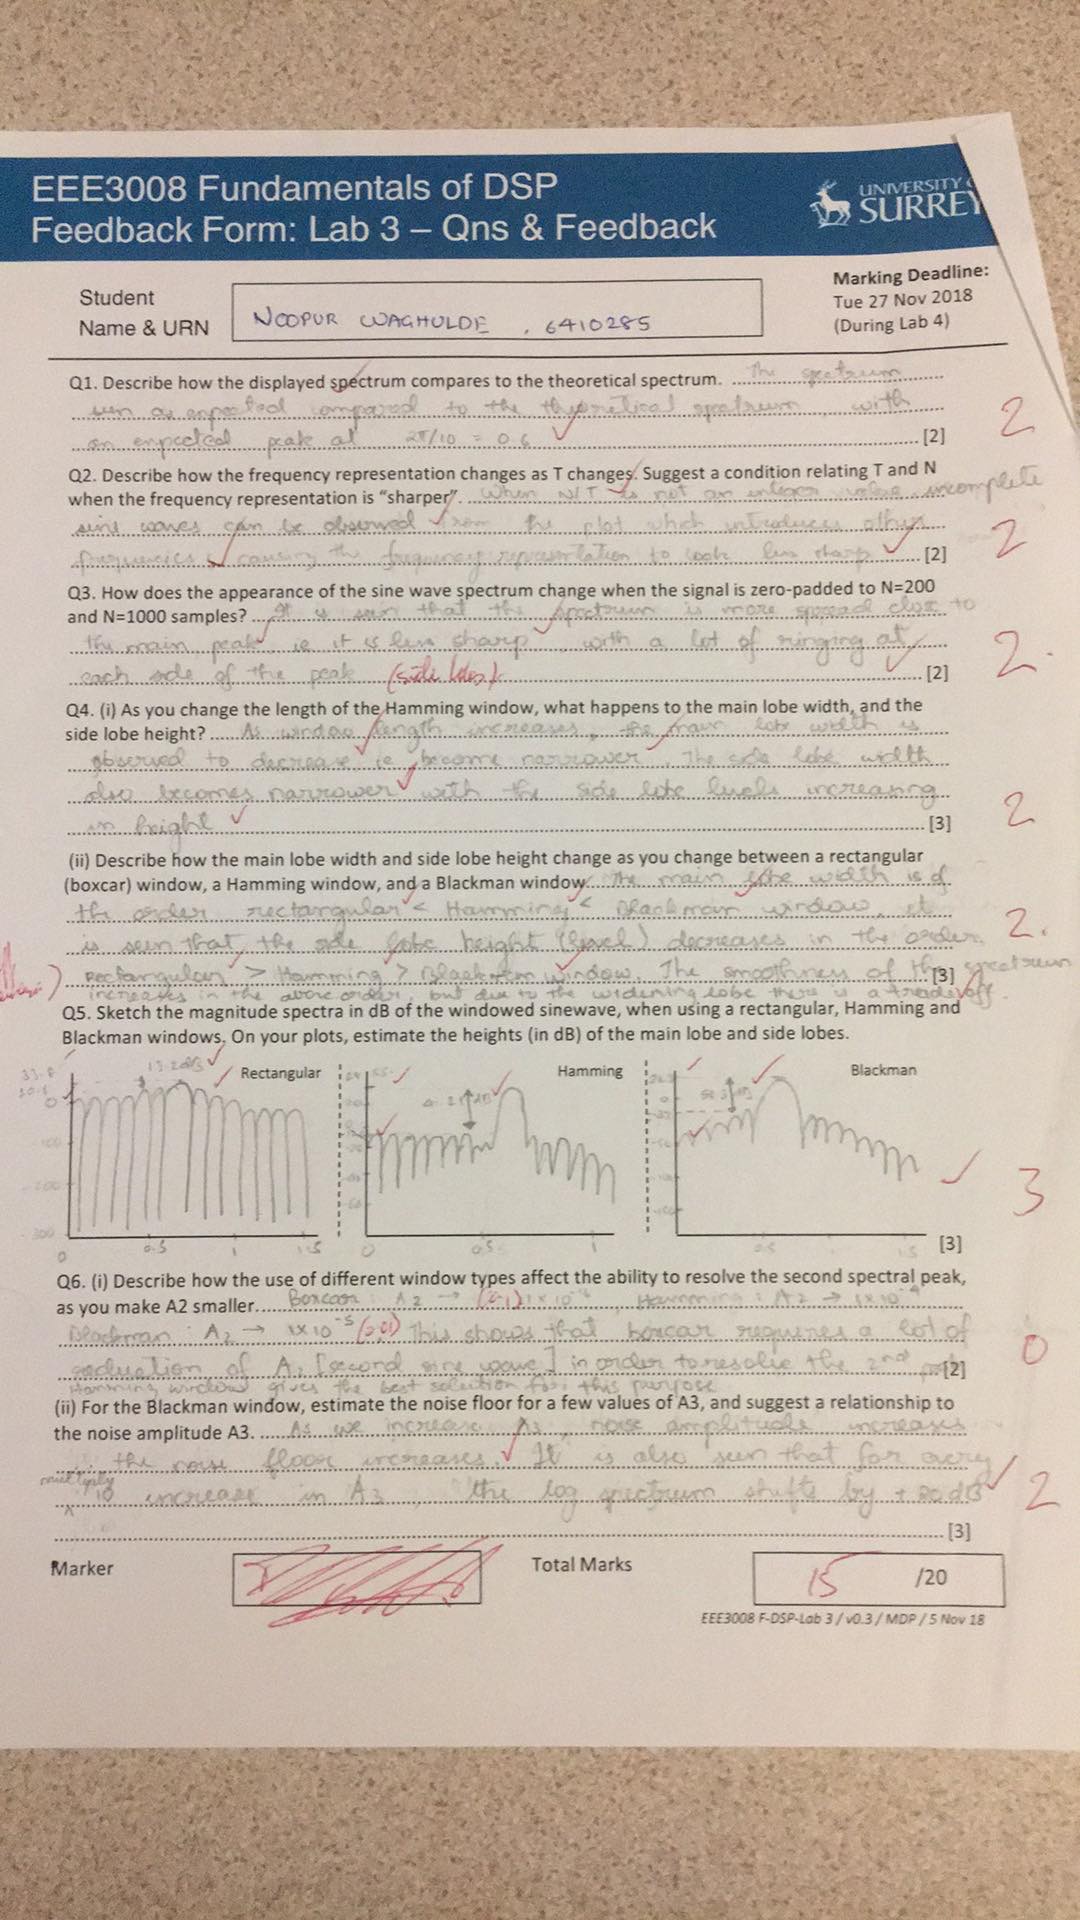 EEE3008 Fundamentals of DSP
Feedback Form: Lab 3 – Qns & Feedback
UNIVERSITY
SURREY
Student
Name & URN
NOOPUR WAGHULDE , 6410285
Marking Deadline:
Tue 27 Nov 2018
(During Lab 4)
Q1. Describe how the displayed spectrum compares to the theoretical spectrum. The spectrum
as expected compared to the theoretical spectrum with
an expected peak at 2π/10 = 0.6 [2]
2
Q2. Describe how the frequency representation changes as T changes. Suggest a condition relating T and N
when the frequency representation is “sharper”. When N/T is not an integer value, incomplete
sine waves can be observed from the plot which introduces other
frequencies causing the frequency representation to look less sharp [2]
2
Q3. How does the appearance of the sine wave spectrum change when the signal is zero-padded to N=200
and N=1000 samples? It is seen that the spectrum is more spread close to
the main peak ie it is less sharp with a lot of ringing at
each side of the peak (side lobes). [2]
2.
Q4. (i) As you change the length of the Hamming window, what happens to the main lobe width, and the
side lobe height? As window length increases, the main lobe width is
observed to decrease ie become narrower. The side lobe width
also becomes narrower with the side lobe levels increasing
in height [3]
2
(ii) Describe how the main lobe width and side lobe height change as you change between a rectangular
(boxcar) window, a Hamming window, and a Blackman window. The main lobe width is of
the order rectangular < Hamming < Blackman window, it
is seen that the side lobe height (level) decreases in the order
2.
Rectangular > Hamming > Blackman window. The smoothness of the spectrum [3]
increases in the above order, but due to the widening lobe there is a tradeoff
Q5. Sketch the magnitude spectra in dB of the windowed sinewave, when using a rectangular, Hamming and
Blackman windows. On your plots, estimate the heights (in dB) of the main lobe and side lobes.
Rectangular
Hamming
Blackman
3
0 0.5 1 1.5 0 0.5 1 [3]
Q6. (i) Describe how the use of different window types affect the ability to resolve the second spectral peak,
as you make A2 smaller. Boxcar : A2 → (0.1) Hamming : A2 →
Blackman : A2 → 1x10⁻⁵ This shows that boxcar requires a lot of
of A2 [second sine wave] in order to resolve the 2nd [2]
0
Hamming window gives the best solution for this purpose
(ii) For the Blackman window, estimate the noise floor for a few values of A3, and suggest a relationship to
the noise amplitude A3. As we increase A3, noise amplitude increases
the noise floor increases. It is also seen that for every
multiply
x 10 increase in A3, the log spectrum shifts by + 20dB
2
[3]
Marker
Total Marks
15 /20
EEE3008 F-DSP-Lab 3 / v0.3 / MDP / 5 Nov 18